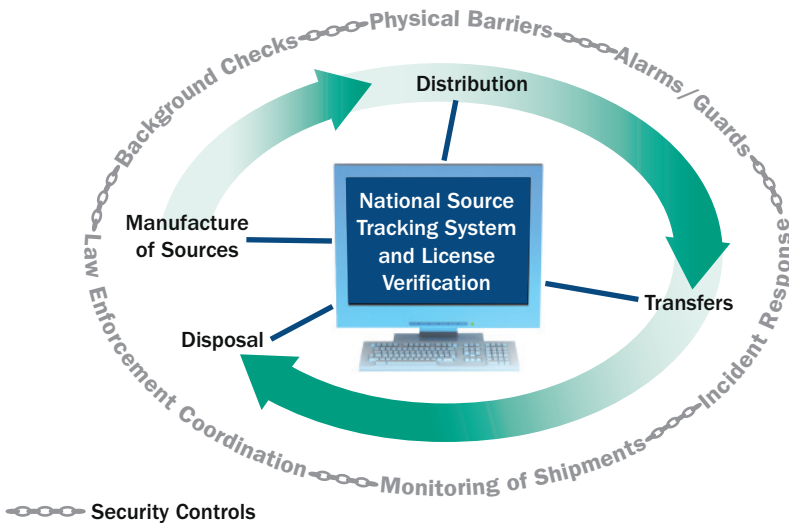 Physical Barriers
Background Checks
Alarms/Guards
Distribution
National Source
Tracking System
and License
Verification
Manufacture
of Sources
Transfers
Disposal
Law Enforcement Coordination
Incident Response
Monitoring of Shipments
Security Controls